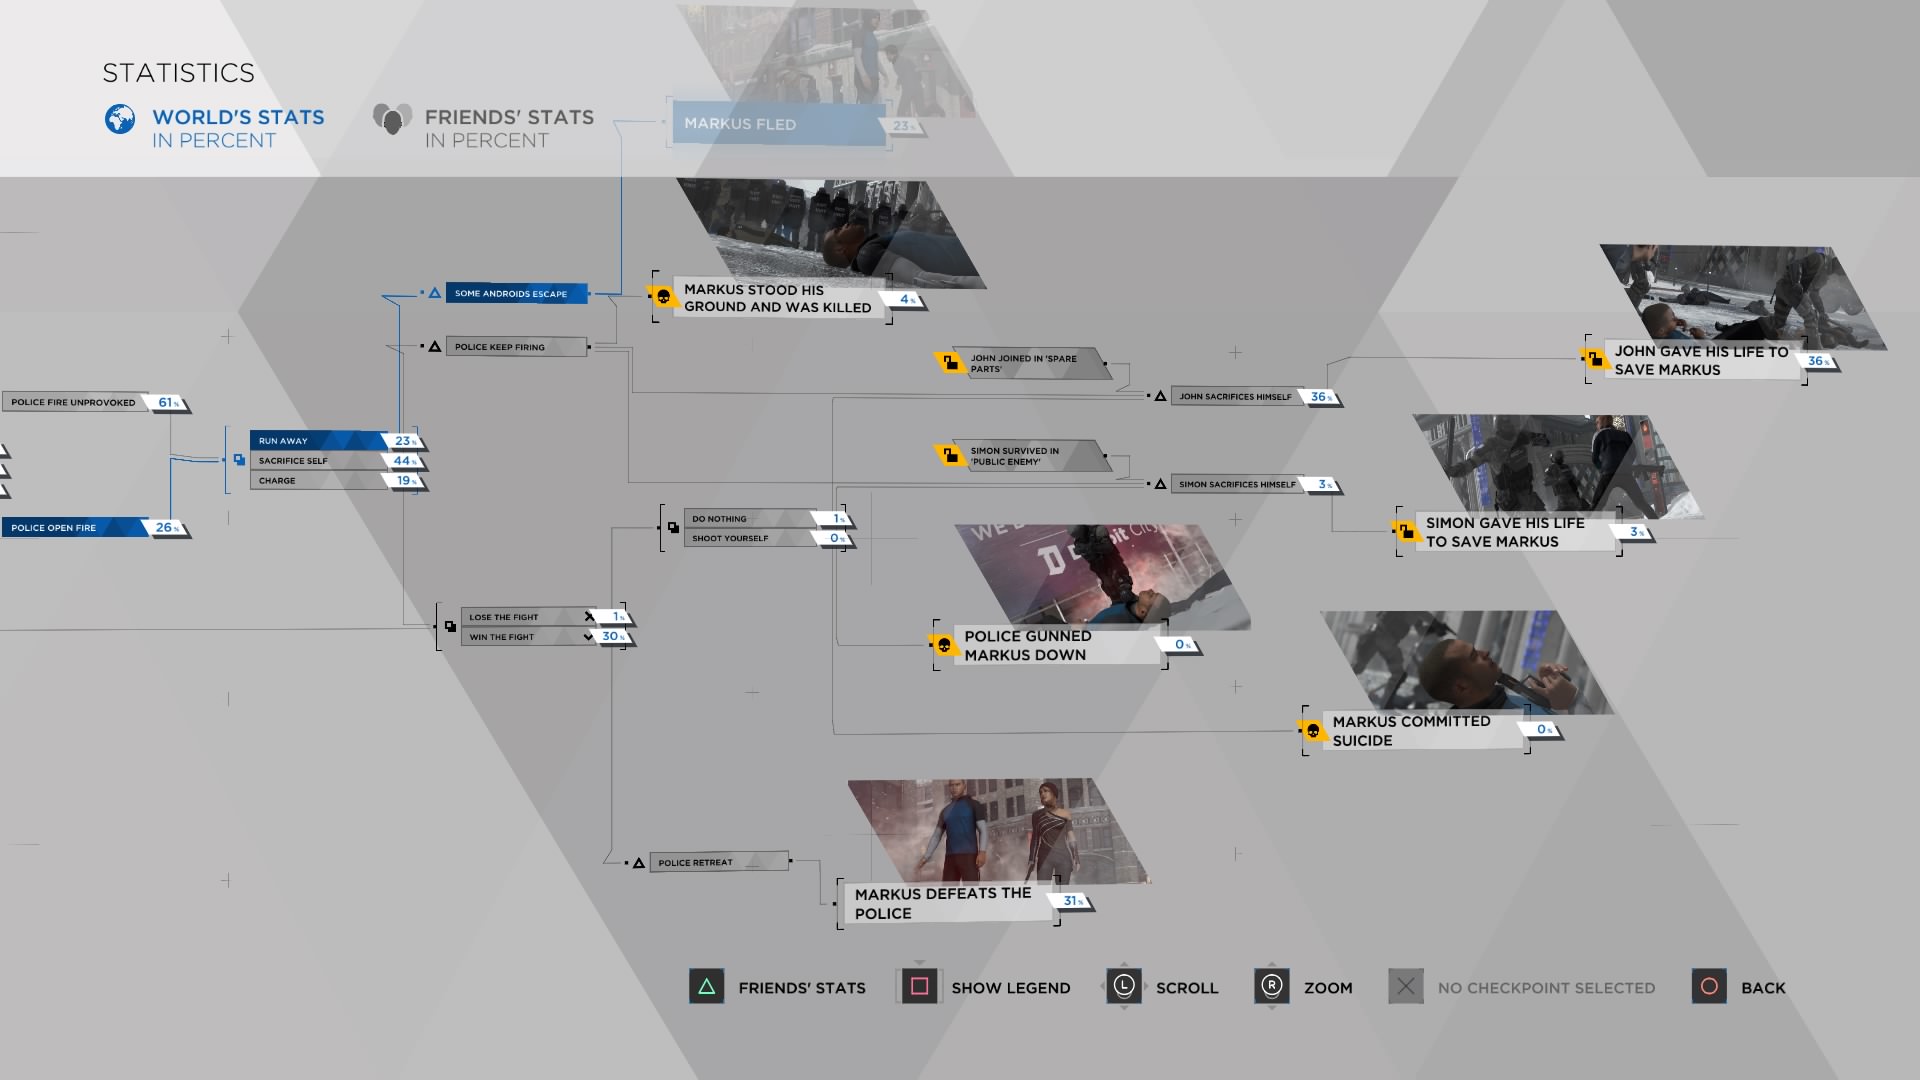 STATISTICS
WORLD'S STATS
IN PERCENT
FRIENDS' STATS
IN PERCENT
MARKUS FLED
23%
SOME ANDROIDS ESCAPE
MARKUS STOOD HIS
GROUND AND WAS KILLED
4%
POLICE KEEP FIRING
JOHN JOINED IN 'SPARE
PARTS'
JOHN SACRIFICES HIMSELF
36%
JOHN GAVE HIS LIFE TO
SAVE MARKUS
36%
POLICE FIRE UNPROVOKED
61%
RUN AWAY
23%
SACRIFICE SELF
44%
CHARGE
19%
SIMON SURVIVED IN
'PUBLIC ENEMY'
SIMON SACRIFICES HIMSELF
3%
SIMON GAVE HIS LIFE
TO SAVE MARKUS
3%
POLICE OPEN FIRE
26%
DO NOTHING
1%
SHOOT YOURSELF
0%
LOSE THE FIGHT
1%
WIN THE FIGHT
30%
POLICE GUNNED
MARKUS DOWN
0%
MARKUS COMMITTED
SUICIDE
0%
POLICE RETREAT
MARKUS DEFEATS THE
POLICE
31%
FRIENDS' STATS
SHOW LEGEND
L
SCROLL
R
ZOOM
NO CHECKPOINT SELECTED
BACK